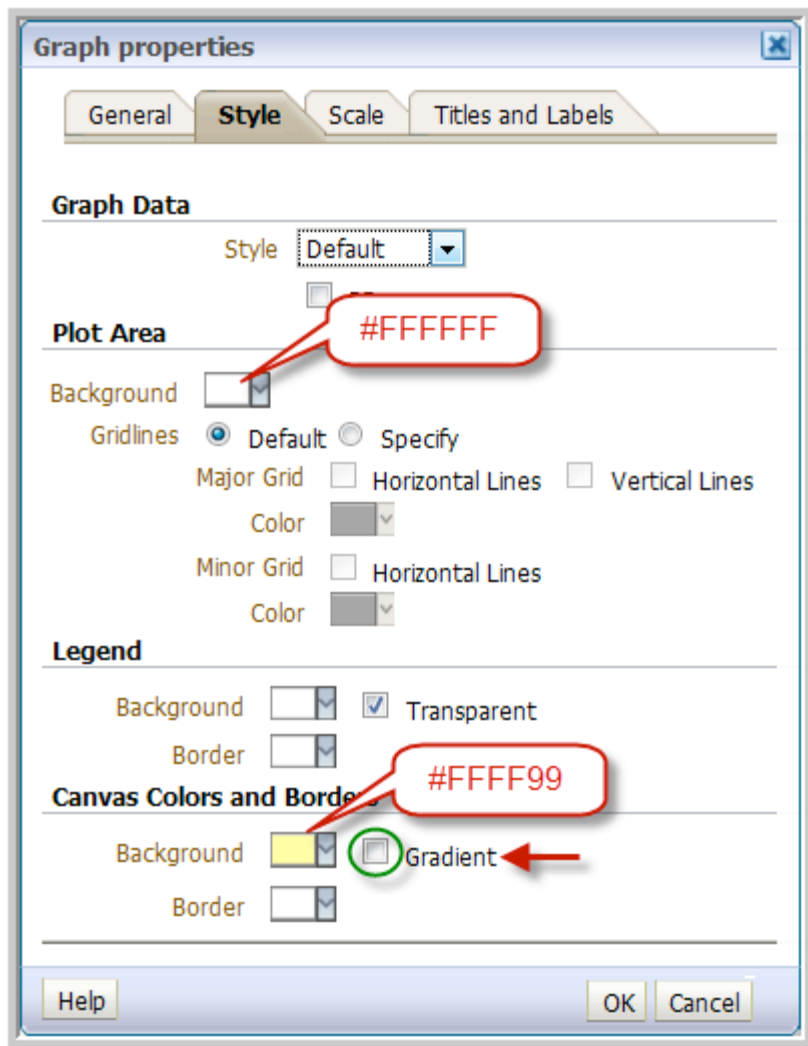 Graph properties
General Style Scale Titles and Labels
Graph Data
Style Default
#FFFFFF
Plot Area
Background
Gridlines Default Specify
Major Grid Horizontal Lines Vertical Lines
Color
Minor Grid Horizontal Lines
Color
Legend
Background Transparent
Border
#FFFF99
Canvas Colors and Borders
Background Gradient
Border
Help OK Cancel